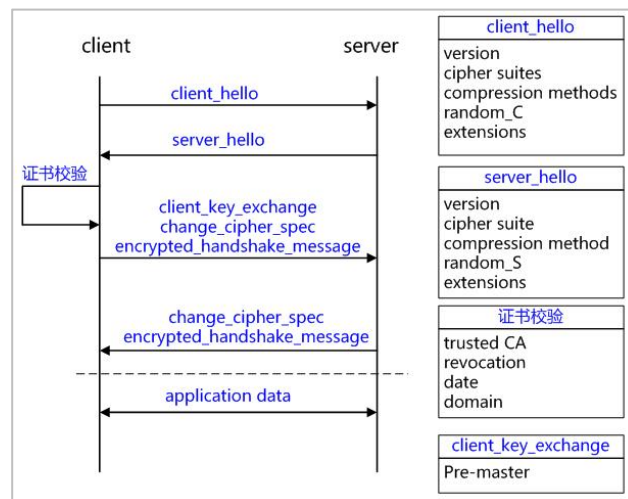 client
server
client_hello
server_hello
证书校验
client_key_exchange
change_cipher_spec
encrypted_handshake_message
change_cipher_spec
encrypted_handshake_message
application data
client_hello
version
cipher suites
compression methods
random_C
extensions
server_hello
version
cipher suite
compression method
random_S
extensions
证书校验
trusted CA
revocation
date
domain
client_key_exchange
Pre-master